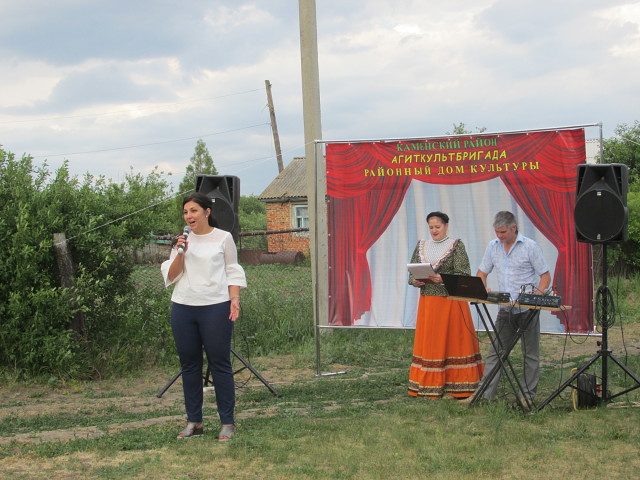 КАМЕНСКИЙ РАЙОН
АГИТКУЛЬТБРИГАДА
РАЙОННЫЙ ДОМ КУЛЬТУРЫ